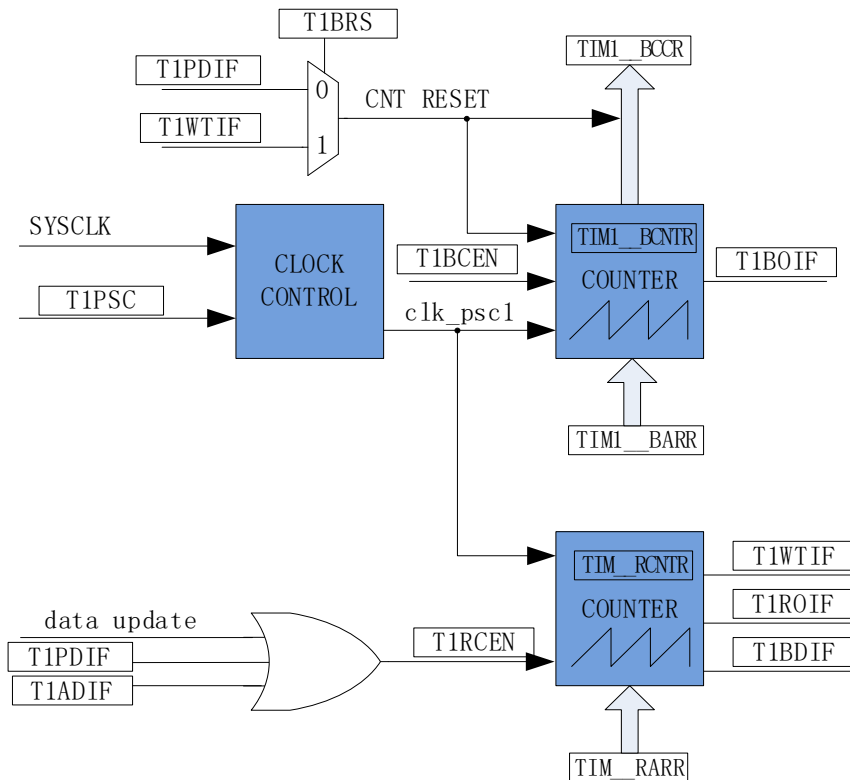 T1BRS
TIM1__BCCR
T1PDIF
0
CNT RESET
T1WTIF
1
SYSCLK
T1PSC
CLOCK
CONTROL
T1BCEN
clk_psc1
TIM1__BCNTR
COUNTER
T1BOIF
TIM1__BARR
data update
T1PDIF
T1ADIF
T1RCEN
TIM__RCNTR
COUNTER
T1WTIF
T1ROIF
T1BDIF
TIM__RARR